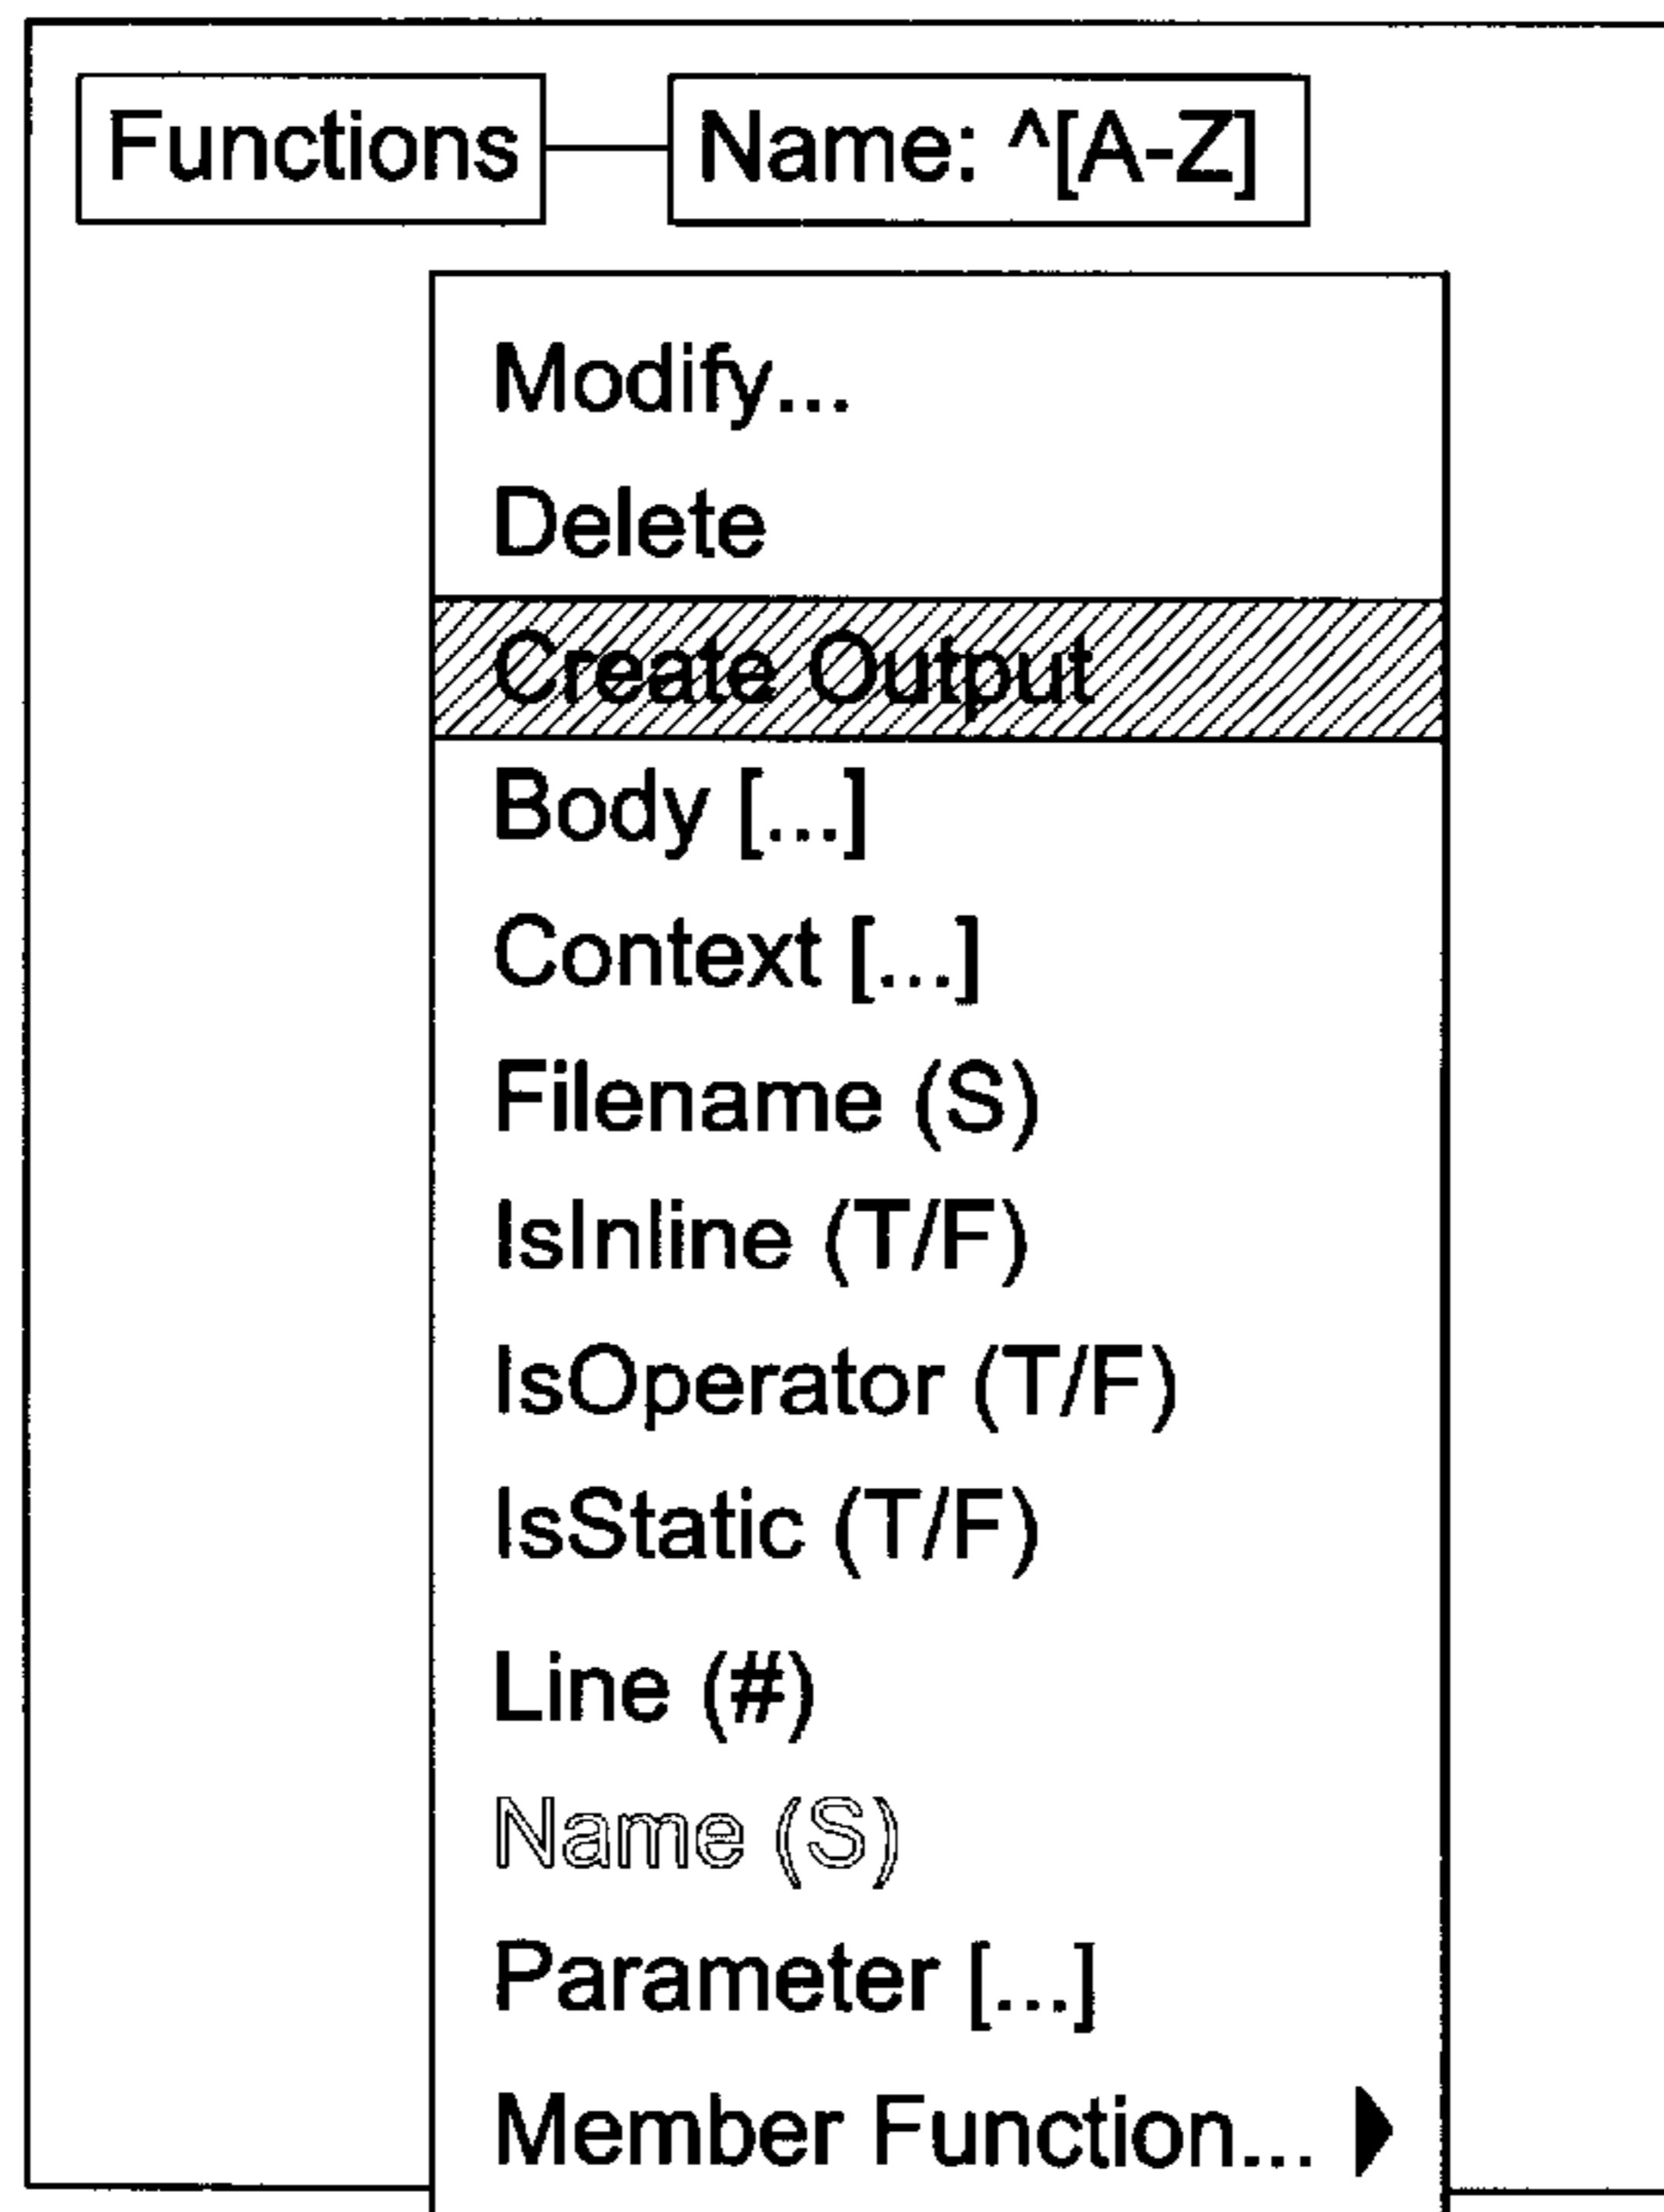 Functions Name: ^[A-Z]
Modify...
Delete
Create Output
Body [...]
Context [...]
Filename (S)
IsInline (T/F)
IsOperator (T/F)
IsStatic (T/F)
Line (#)
Name (S)
Parameter [...]
Member Function...